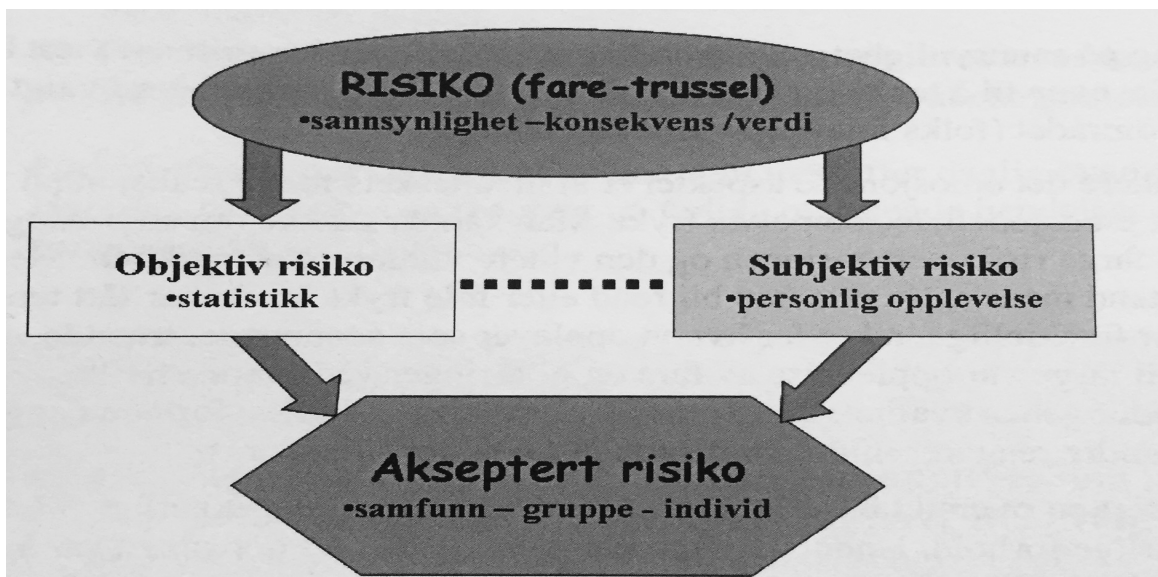 RISIKO (fare-trussel)
•sannsynlighet –konsekvens /verdi
Objektiv risiko
•statistikk
Subjektiv risiko
•personlig opplevelse
Akseptert risiko
•samfunn – gruppe - individ